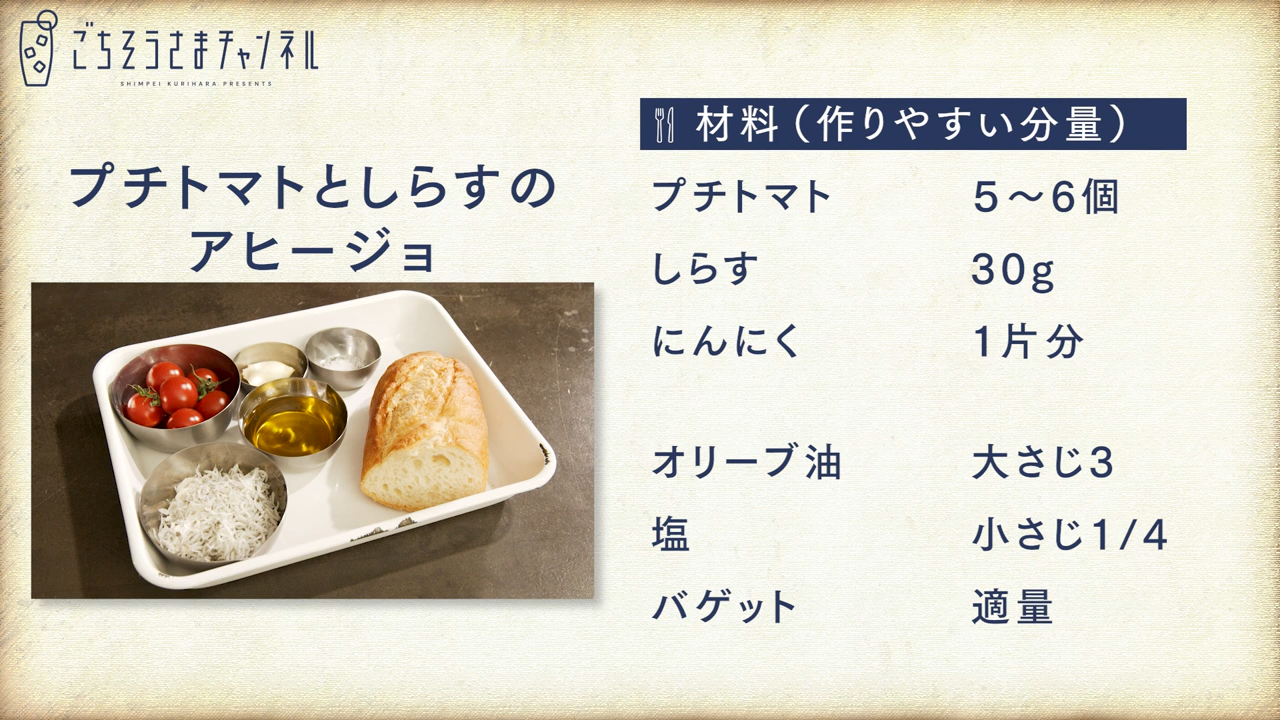 ごちそうさまチャンネル
SHIMPEI KURIHARA PRESENTS
プチトマトとしらすの
アヒージョ
材料（作りやすい分量）
プチトマト 5〜6個
しらす 30g
にんにく 1片分
オリーブ油 大さじ3
塩 小さじ1/4
バゲット 適量